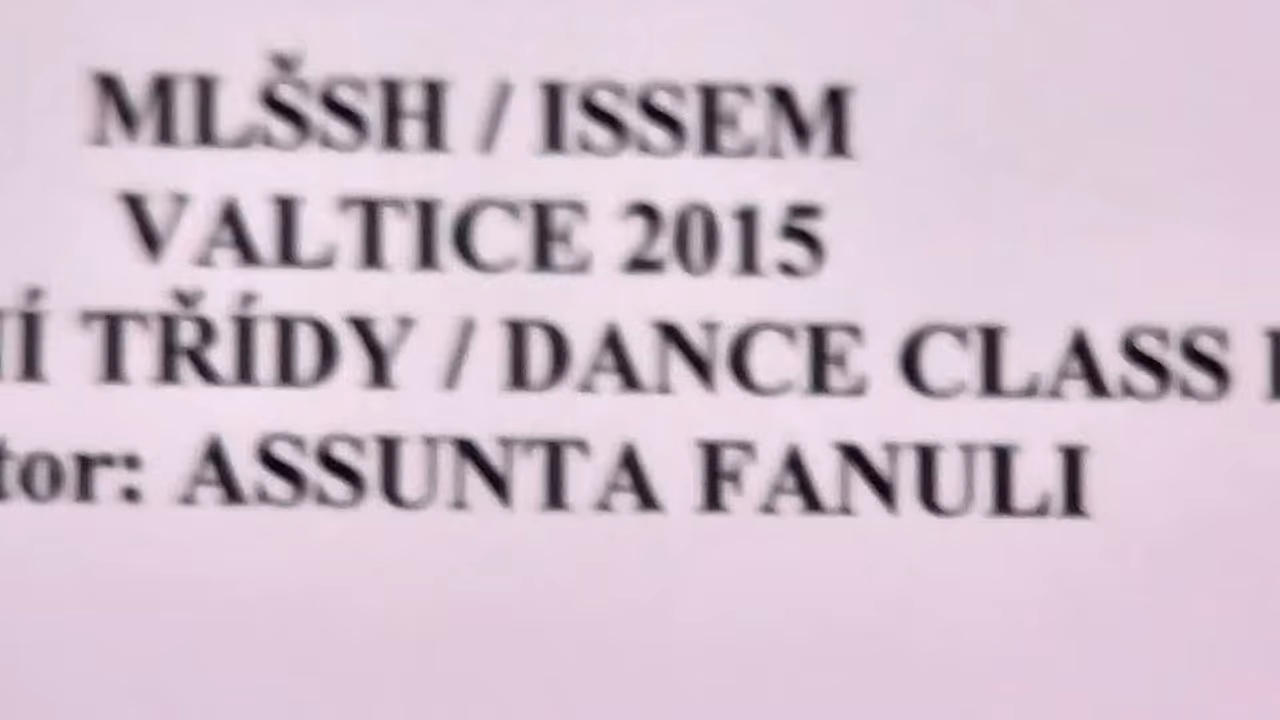 MLŠSH / ISSEM
VALTICE 2015
TŘÍDY / DANCE CLASS
ASSUNTA FANULI